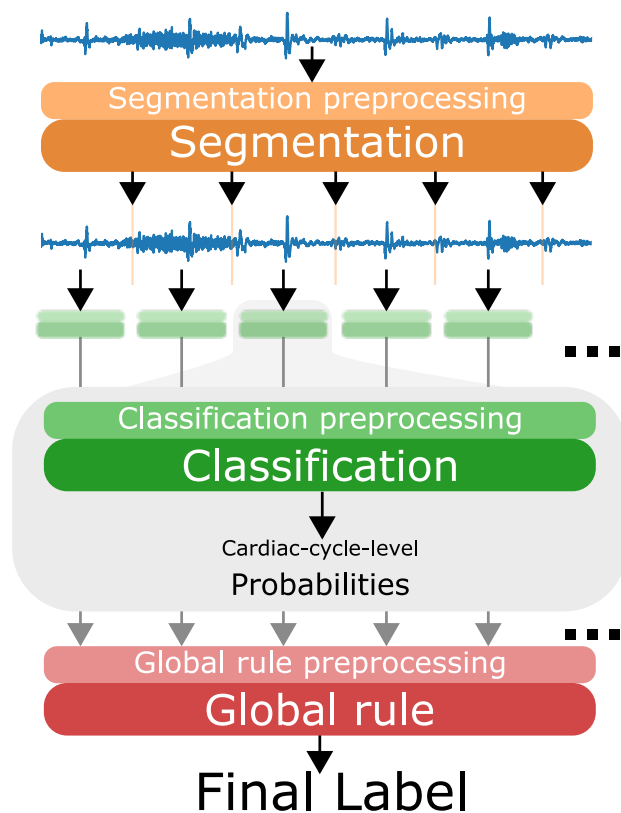 Segmentation preprocessing
Segmentation
Classification preprocessing
Classification
Cardiac-cycle-level
Probabilities
Global rule preprocessing
Global rule
Final Label